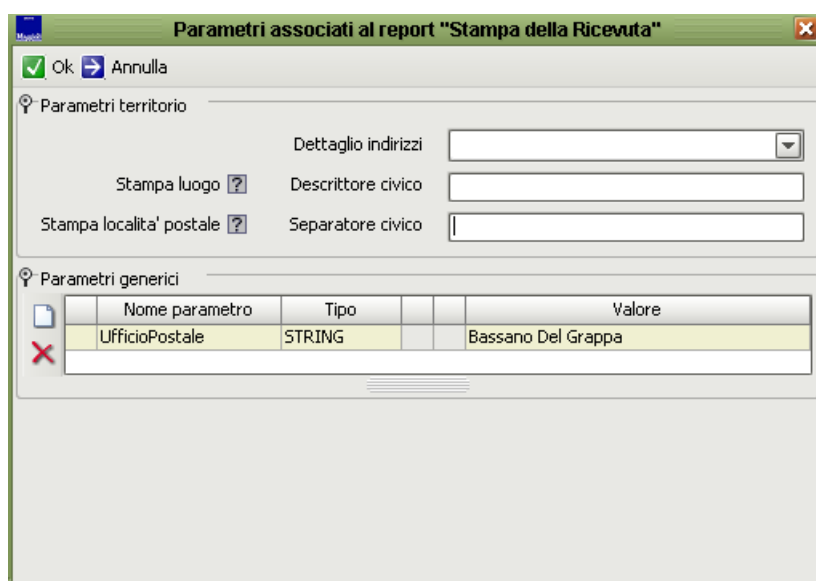 Parametri associati al report "Stampa della Ricevuta"
Ok Annulla
Parametri territorio
Dettaglio indirizzi
Stampa luogo ? Descrittore civico
Stampa localita' postale ? Separatore civico
Parametri generici
Nome parametro Tipo Valore
UfficioPostale STRING Bassano Del Grappa